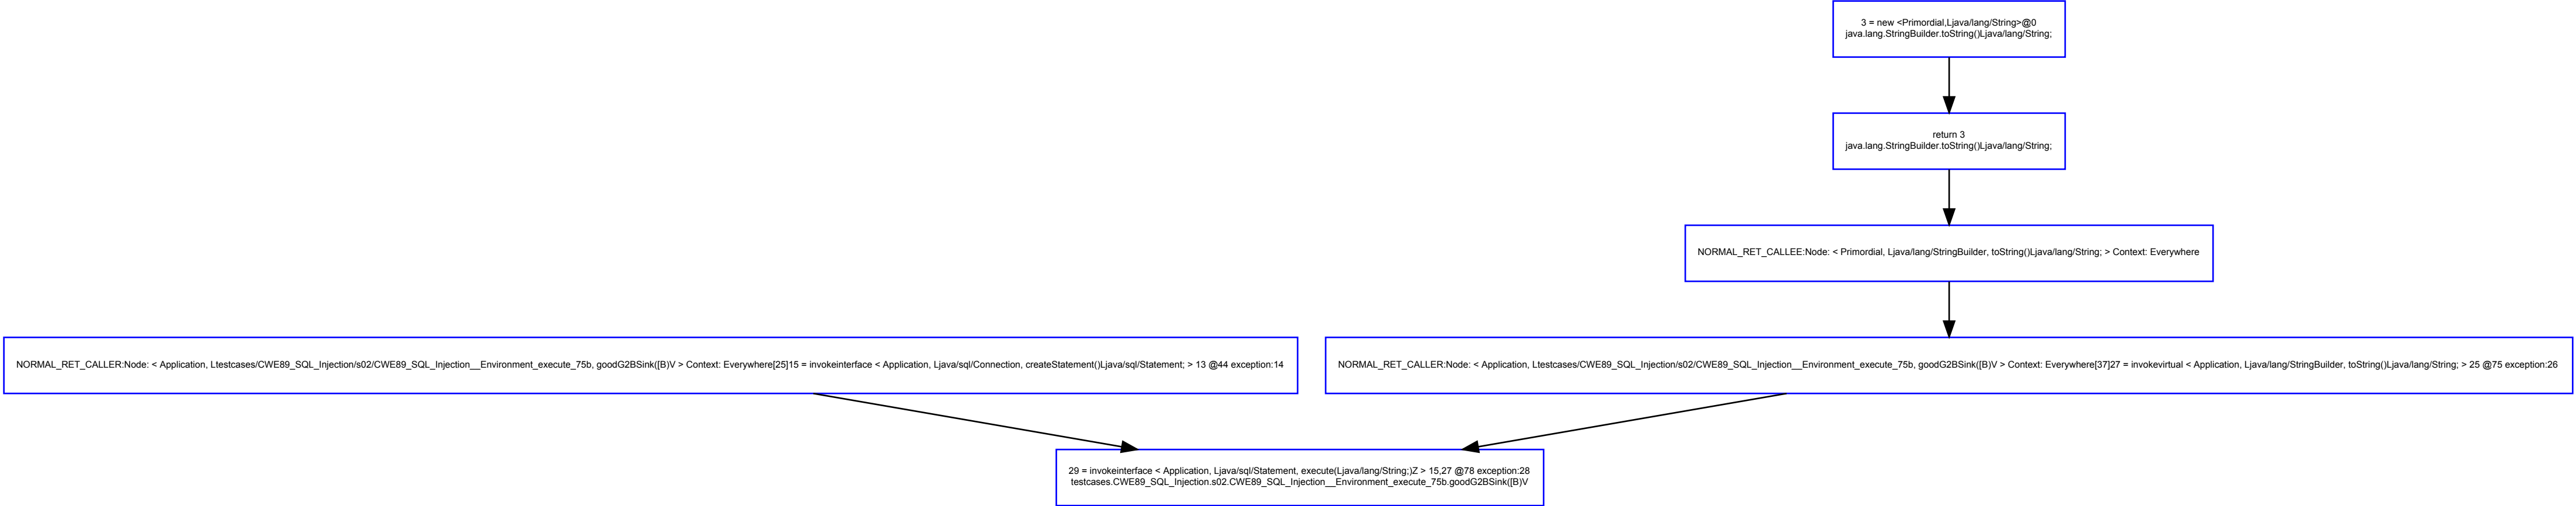 3 = new <Primordial,Ljava/lang/String>@0
java.lang.StringBuilder.toString()Ljava/lang/String;
return 3
java.lang.StringBuilder.toString()Ljava/lang/String;
NORMAL_RET_CALLEE:Node: < Primordial, Ljava/lang/StringBuilder, toString()Ljava/lang/String; > Context: Everywhere
NORMAL_RET_CALLER:Node: < Application, Ltestcases/CWE89_SQL_Injection/s02/CWE89_SQL_Injection__Environment_execute_75b, goodG2BSink([B)V > Context: Everywhere[25]15 = invokeinterface < Application, Ljava/sql/Connection, createStatement()Ljava/sql/Statement; > 13 @44 exception:14
NORMAL_RET_CALLER:Node: < Application, Ltestcases/CWE89_SQL_Injection/s02/CWE89_SQL_Injection__Environment_execute_75b, goodG2BSink([B)V > Context: Everywhere[37]27 = invokevirtual < Application, Ljava/lang/StringBuilder, toString()Ljava/lang/String; > 25 @75 exception:26
29 = invokeinterface < Application, Ljava/sql/Statement, execute(Ljava/lang/String;)Z > 15,27 @78 exception:28
testcases.CWE89_SQL_Injection.s02.CWE89_SQL_Injection__Environment_execute_75b.goodG2BSink([B)V